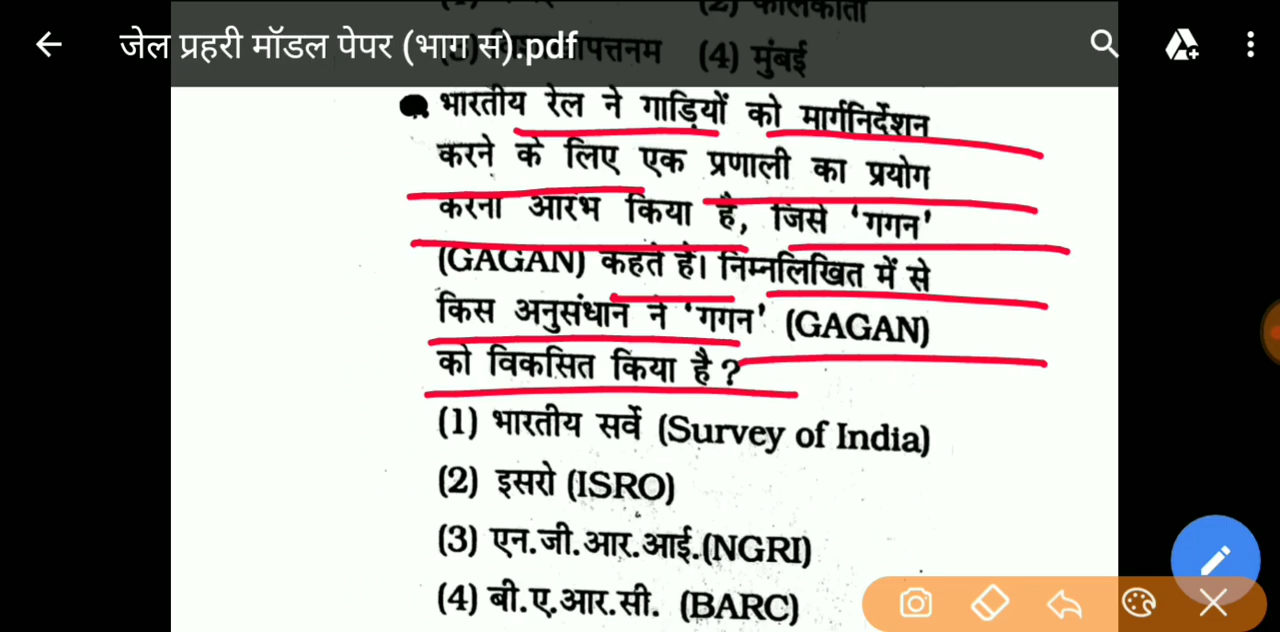 (2) कोलकाता
जेल प्रहरी मॉडल पेपर (भाग स).pdf
(4) मुंबई
भारतीय रेल ने गाड़ियों को मार्गनिर्देशन
करने के लिए एक प्रणाली का प्रयोग
करना आरंभ किया है, जिसे 'गगन'
(GAGAN) कहते हैं। निम्नलिखित में से
किस अनुसंधान ने 'गगन' (GAGAN)
को विकसित किया है?
(1) भारतीय सर्वे (Survey of India)
(2) इसरो (ISRO)
(3) एन.जी.आर.आई.(NGRI)
(4) बी.ए.आर.सी. (BARC)